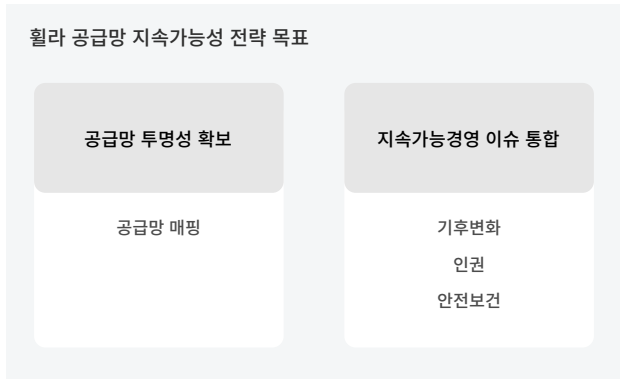 휠라 공급망 지속가능성 전략 목표
공급망 투명성 확보
공급망 매핑
지속가능경영 이슈 통합
기후변화
인권
안전보건